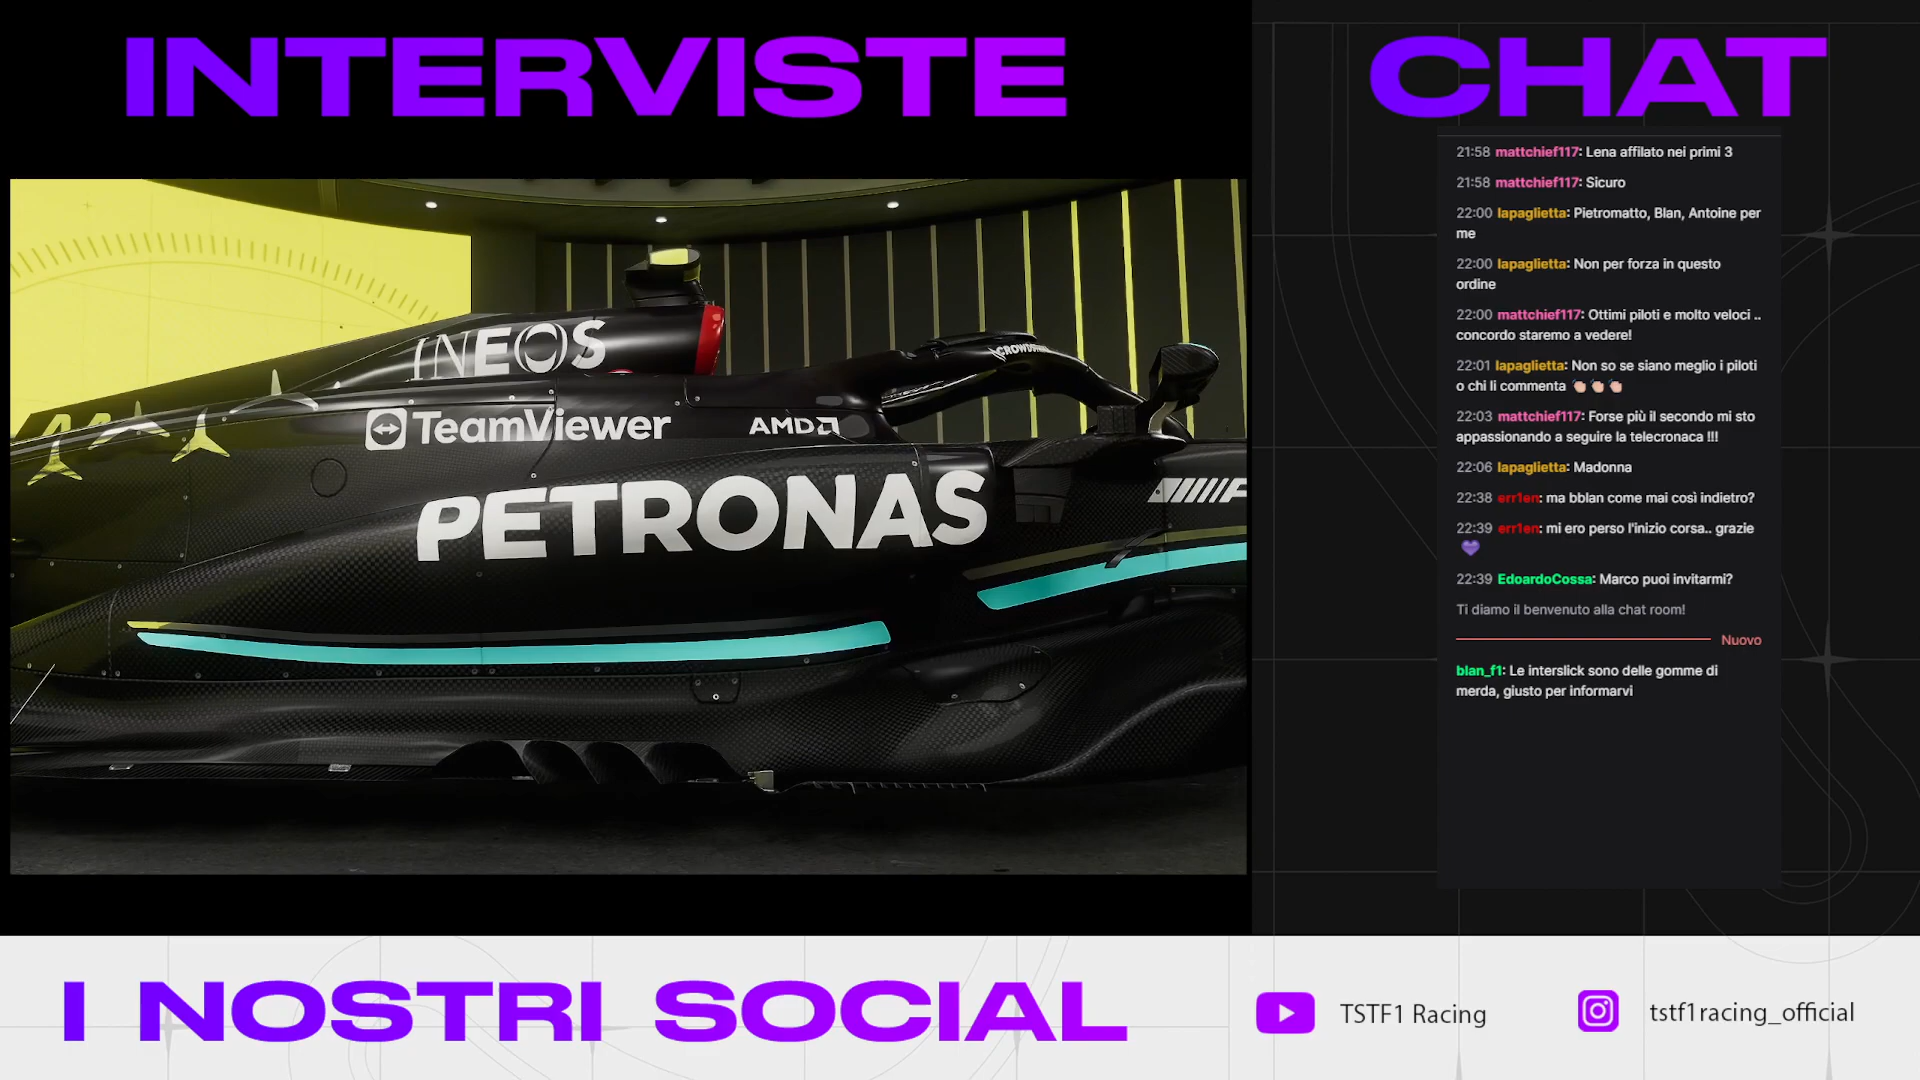 INTERVISTE
CHAT
INEOS
TeamViewer
AMD
PETRONAS
CROWDSTRIKE
21:58 mattchief117: Lena affilato nei primi 3
21:58 mattchief117: Sicuro
22:00 lapaglietta: Pietromatto, Blan, Antoine per
me
22:00 lapaglietta: Non per forza in questo
ordine
22:00 mattchief117: Ottimi piloti e molto veloci ..
concordo staremo a vedere!
22:01 lapaglietta: Non so se siano meglio i piloti
o chi li commenta 👏🏻👏🏻👏🏻
22:03 mattchief117: Forse più il secondo mi sto
appassionando a seguire la telecronaca !!!
22:06 lapaglietta: Madonna
22:38 err1en: ma bblan come mai così indietro?
22:39 err1en: mi ero perso l'inizio corsa.. grazie
💜
22:39 EdoardoCossa: Marco puoi invitarmi?
Ti diamo il benvenuto alla chat room!
Nuovo
blan_f1: Le interslick sono delle gomme di
merda, giusto per informarvi
I NOSTRI SOCIAL
TSTF1 Racing
tstf1racing_official